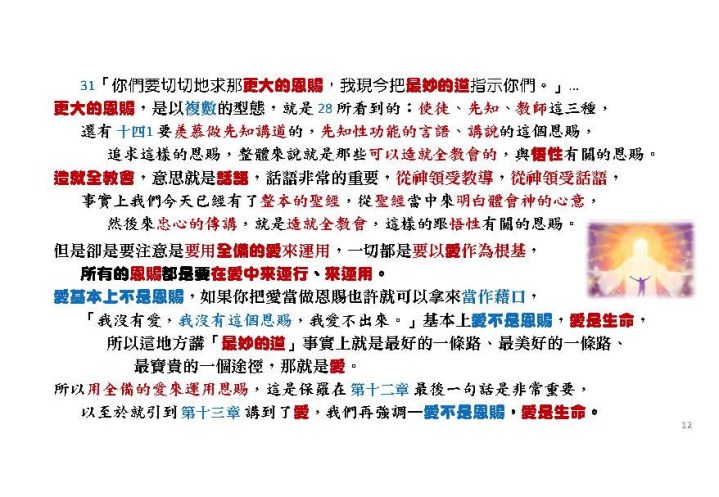 31「你們要切切地求那更大的恩賜，我現今把最妙的道指示你們。」...
更大的恩賜，是以複數的型態，就是 28 所看到的：使徒、先知、教師這三種，
還有 十四1 要羨慕做先知講道的，先知性功能的言語、講說的這個恩賜，
追求這樣的恩賜，整體來說就是那些可以造就全教會的，與悟性有關的恩賜。
造就全教會，意思就是話語，話語非常的重要，從神領受教導，從神領受話語，
事實上我們今天已經有了整本的聖經，從聖經當中來明白體會神的心意，
然後來忠心的傳講，就是造就全教會，這樣的跟悟性有關的恩賜。
但是卻是要注意是要用全備的愛來運用，一切都是要以愛作為根基，
所有的恩賜都是要在愛中來運行、來運用。
愛基本上不是恩賜，如果你把愛當做恩賜也許就可以拿來當作藉口，
「我沒有愛，我沒有這個恩賜，我愛不出來。」基本上愛不是恩賜，愛是生命，
所以這地方講「最妙的道」事實上就是最好的一條路、最美好的一條路、
最寶貴的一個途徑，那就是愛。
所以用全備的愛來運用恩賜，這是保羅在 第十二章 最後一句話是非常重要，
以至於就引到 第十三章 講到了愛，我們再強調—愛不是恩賜，愛是生命。
12